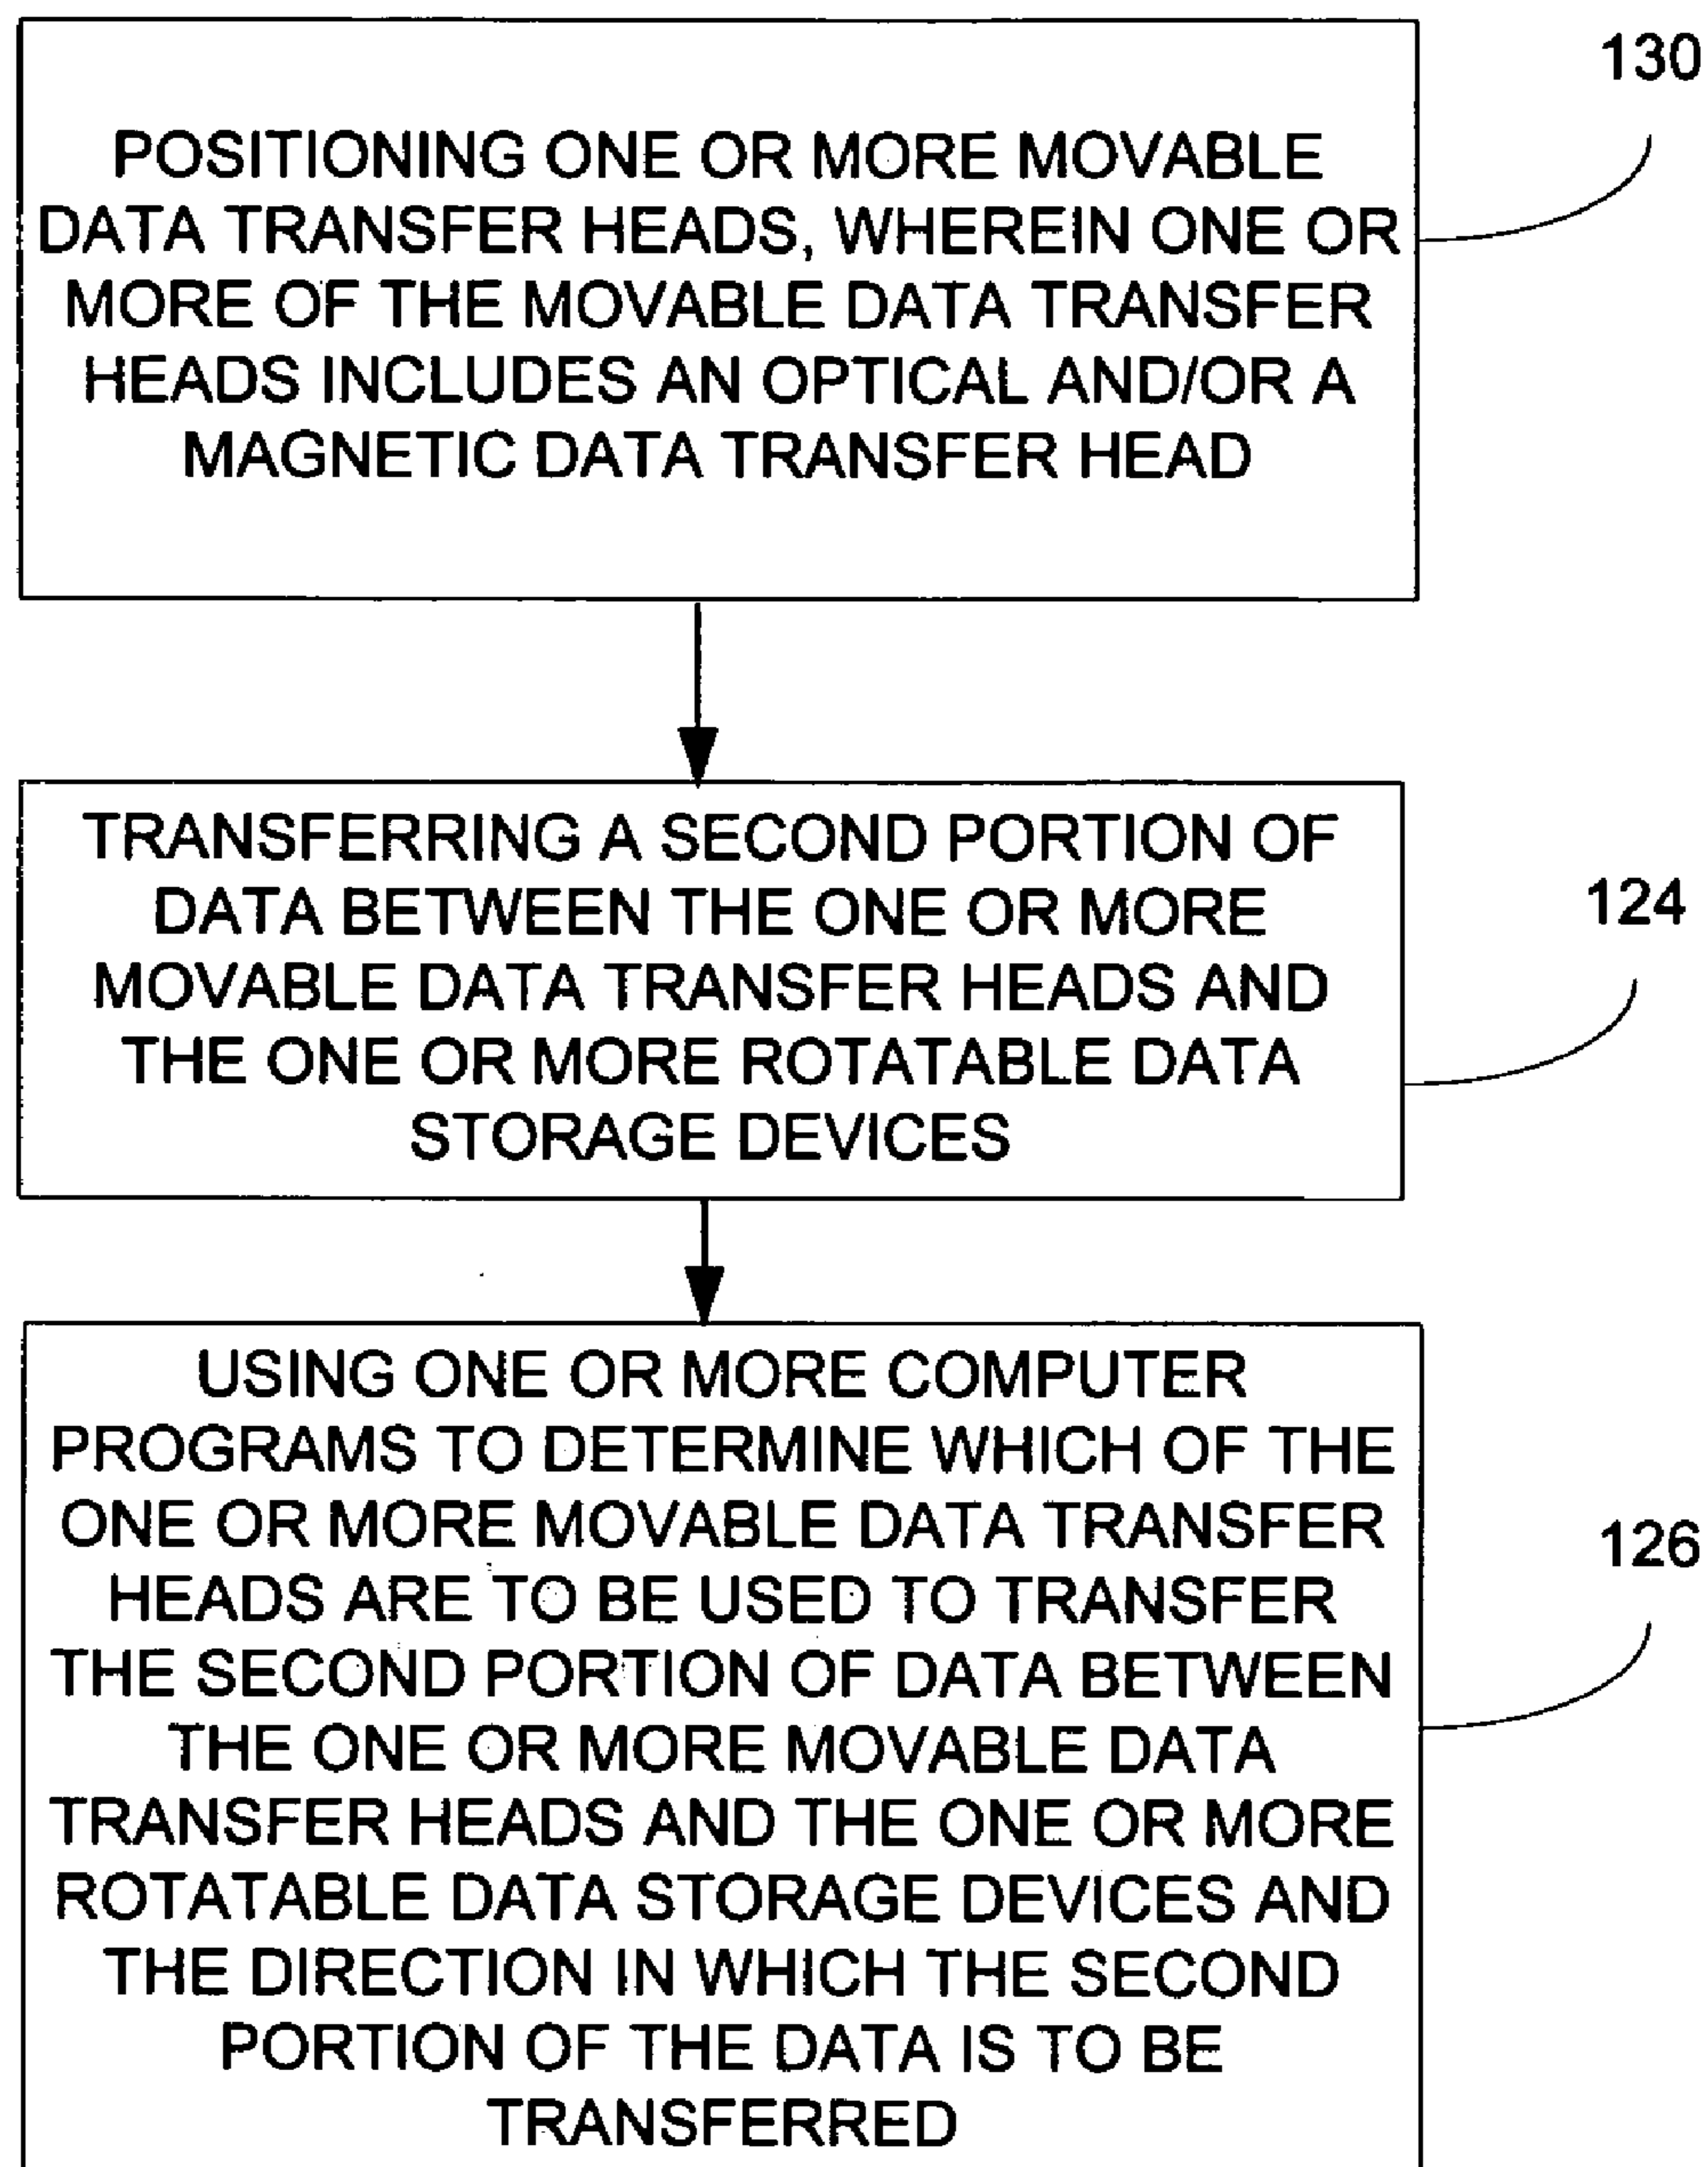 130
POSITIONING ONE OR MORE MOVABLE
DATA TRANSFER HEADS, WHEREIN ONE OR
MORE OF THE MOVABLE DATA TRANSFER
HEADS INCLUDES AN OPTICAL AND/OR A
MAGNETIC DATA TRANSFER HEAD
TRANSFERRING A SECOND PORTION OF
DATA BETWEEN THE ONE OR MORE
MOVABLE DATA TRANSFER HEADS AND
THE ONE OR MORE ROTATABLE DATA
STORAGE DEVICES
124
USING ONE OR MORE COMPUTER
PROGRAMS TO DETERMINE WHICH OF THE
ONE OR MORE MOVABLE DATA TRANSFER
HEADS ARE TO BE USED TO TRANSFER
THE SECOND PORTION OF DATA BETWEEN
THE ONE OR MORE MOVABLE DATA
TRANSFER HEADS AND THE ONE OR MORE
ROTATABLE DATA STORAGE DEVICES AND
THE DIRECTION IN WHICH THE SECOND
PORTION OF THE DATA IS TO BE
TRANSFERRED
126